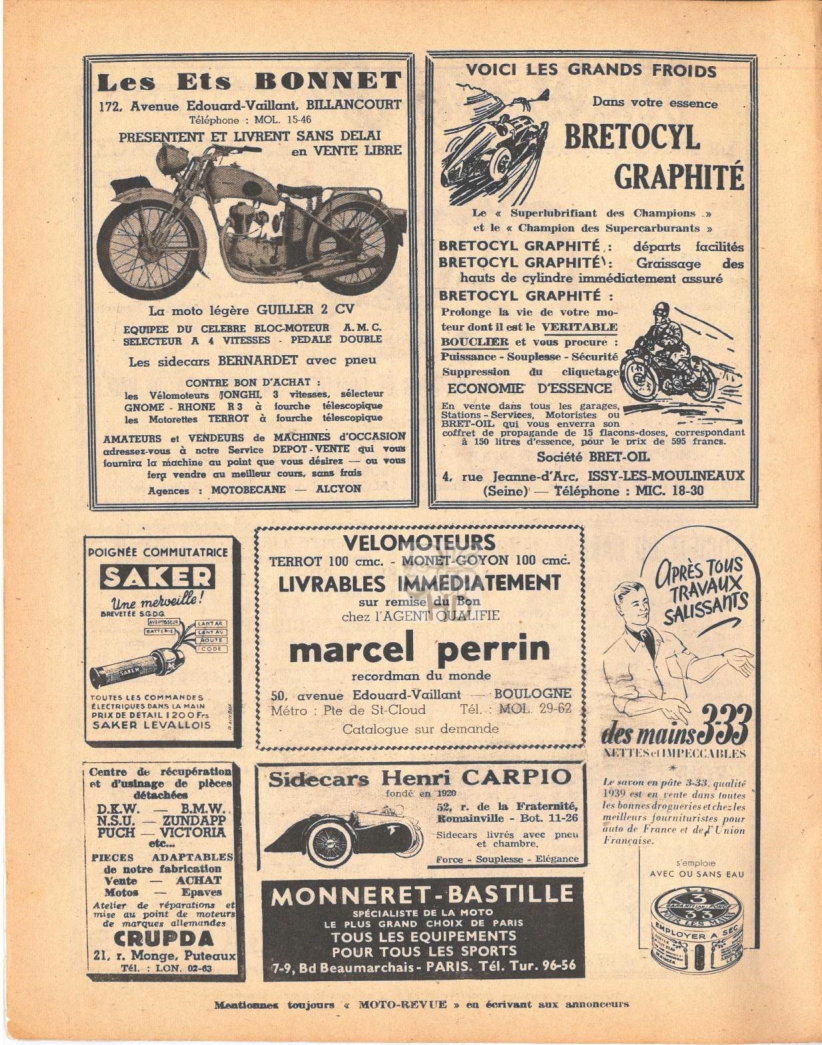 Les Ets BONNET
172, Avenue Edouard-Vaillant, BILLANCOURT
Téléphone : MOL. 15-46
PRESENTENT ET LIVRENT SANS DELAI
en VENTE LIBRE
La moto légère GUILLER 2 CV
EQUIPEE DU CELEBRE BLOC-MOTEUR A.M.C.
SELECTEUR A 4 VITESSES - PEDALE DOUBLE
Les sidecars BERNARDET avec pneu
CONTRE BON D'ACHAT :
les Vélomoteurs JONGHI, 3 vitesses, sélecteur
GNOME - RHONE R 3 à fourche télescopique
les Motorettes TERROT à fourche télescopique
AMATEURS et VENDEURS de MACHINES d'OCCASION
adressez-vous à notre Service DEPOT-VENTE qui vous
fournira la machine au point que vous désirez — ou vous
fera vendre au meilleur cours, sans frais
Agences : MOTOBECANE — ALCYON
VOICI LES GRANDS FROIDS
Dans votre essence
BRETOCYL
GRAPHITÉ
Le « Superlubrifiant des Champions »
et le « Champion des Supercarburants »
BRETOCYL GRAPHITÉ : départs facilités
BRETOCYL GRAPHITÉ : Graissage des
hauts de cylindre immédiatement assuré
BRETOCYL GRAPHITÉ :
Prolonge la vie de votre mo-
teur dont il est le VERITABLE
BOUCLIER et vous procure :
Puissance - Souplesse - Sécurité
Suppression du cliquetage
ECONOMIE D'ESSENCE
En vente dans tous les garages,
Stations-Services, Motoristes ou
BRET-OIL qui vous enverra son
coffret de propagande de 15 flacons-doses, correspondant
à 150 litres d'essence, pour le prix de 595 francs.
Société BRET-OIL
4, rue Jeanne-d'Arc, ISSY-LES-MOULINEAUX
(Seine) — Téléphone : MIC. 18-30
POIGNÉE COMMUTATRICE
SAKER
Une merveille!
BREVETÉE S.G.D.G.
AVERTISSEUR
BATTERIE
LANT.AR
LANT.AV
ROUTE
CODE
SAKER
TOUTES LES COMMANDES
ÉLECTRIQUES DANS LA MAIN
PRIX DE DÉTAIL 1200 Frs
SAKER LEVALLOIS
VELOMOTEURS
TERROT 100 cmc. - MONET-GOYON 100 cmc.
LIVRABLES IMMEDIATEMENT
sur remise du Bon
chez l'AGENT QUALIFIE
marcel perrin
recordman du monde
50, avenue Edouard-Vaillant — BOULOGNE
Métro : Pte de St-Cloud Tél. : MOL 29-62
Catalogue sur demande
APRÈS TOUS
TRAVAUX
SALISSANTS
des mains 3-33
NETTES et IMPECCABLES
Le savon en pâte 3-33, qualité
1939 est en vente dans toutes
les bonnes drogueries et chez les
meilleurs fournituristes pour
auto de France et de l'Union
Française.
s'emploie
AVEC OU SANS EAU
3
33
POUR LES MAINS
EMPLOYER A SEC
Centre de récupération
et d'usinage de pièces
détachées
D.K.W. — B.M.W.
N.S.U. — ZUNDAPP
PUCH — VICTORIA
etc...
PIECES ADAPTABLES
de notre fabrication
Vente — ACHAT
Motos — Epaves
Atelier de réparations et
mise au point de moteurs
de marques allemandes
CRUPDA
21, r. Monge, Puteaux
Tél. : LON. 02-63
Sidecars Henri CARPIO
fondé en 1920
52, r. de la Fraternité,
Romainville - Bot. 11-26
Sidecars livrés avec pneu
et chambre.
Force - Souplesse - Elégance
MONNERET-BASTILLE
SPÉCIALISTE DE LA MOTO
LE PLUS GRAND CHOIX DE PARIS
TOUS LES EQUIPEMENTS
POUR TOUS LES SPORTS
7-9, Bd Beaumarchais - PARIS. Tél. Tur. 96-56
Mentionnez toujours « MOTO-REVUE » en écrivant aux annonceurs